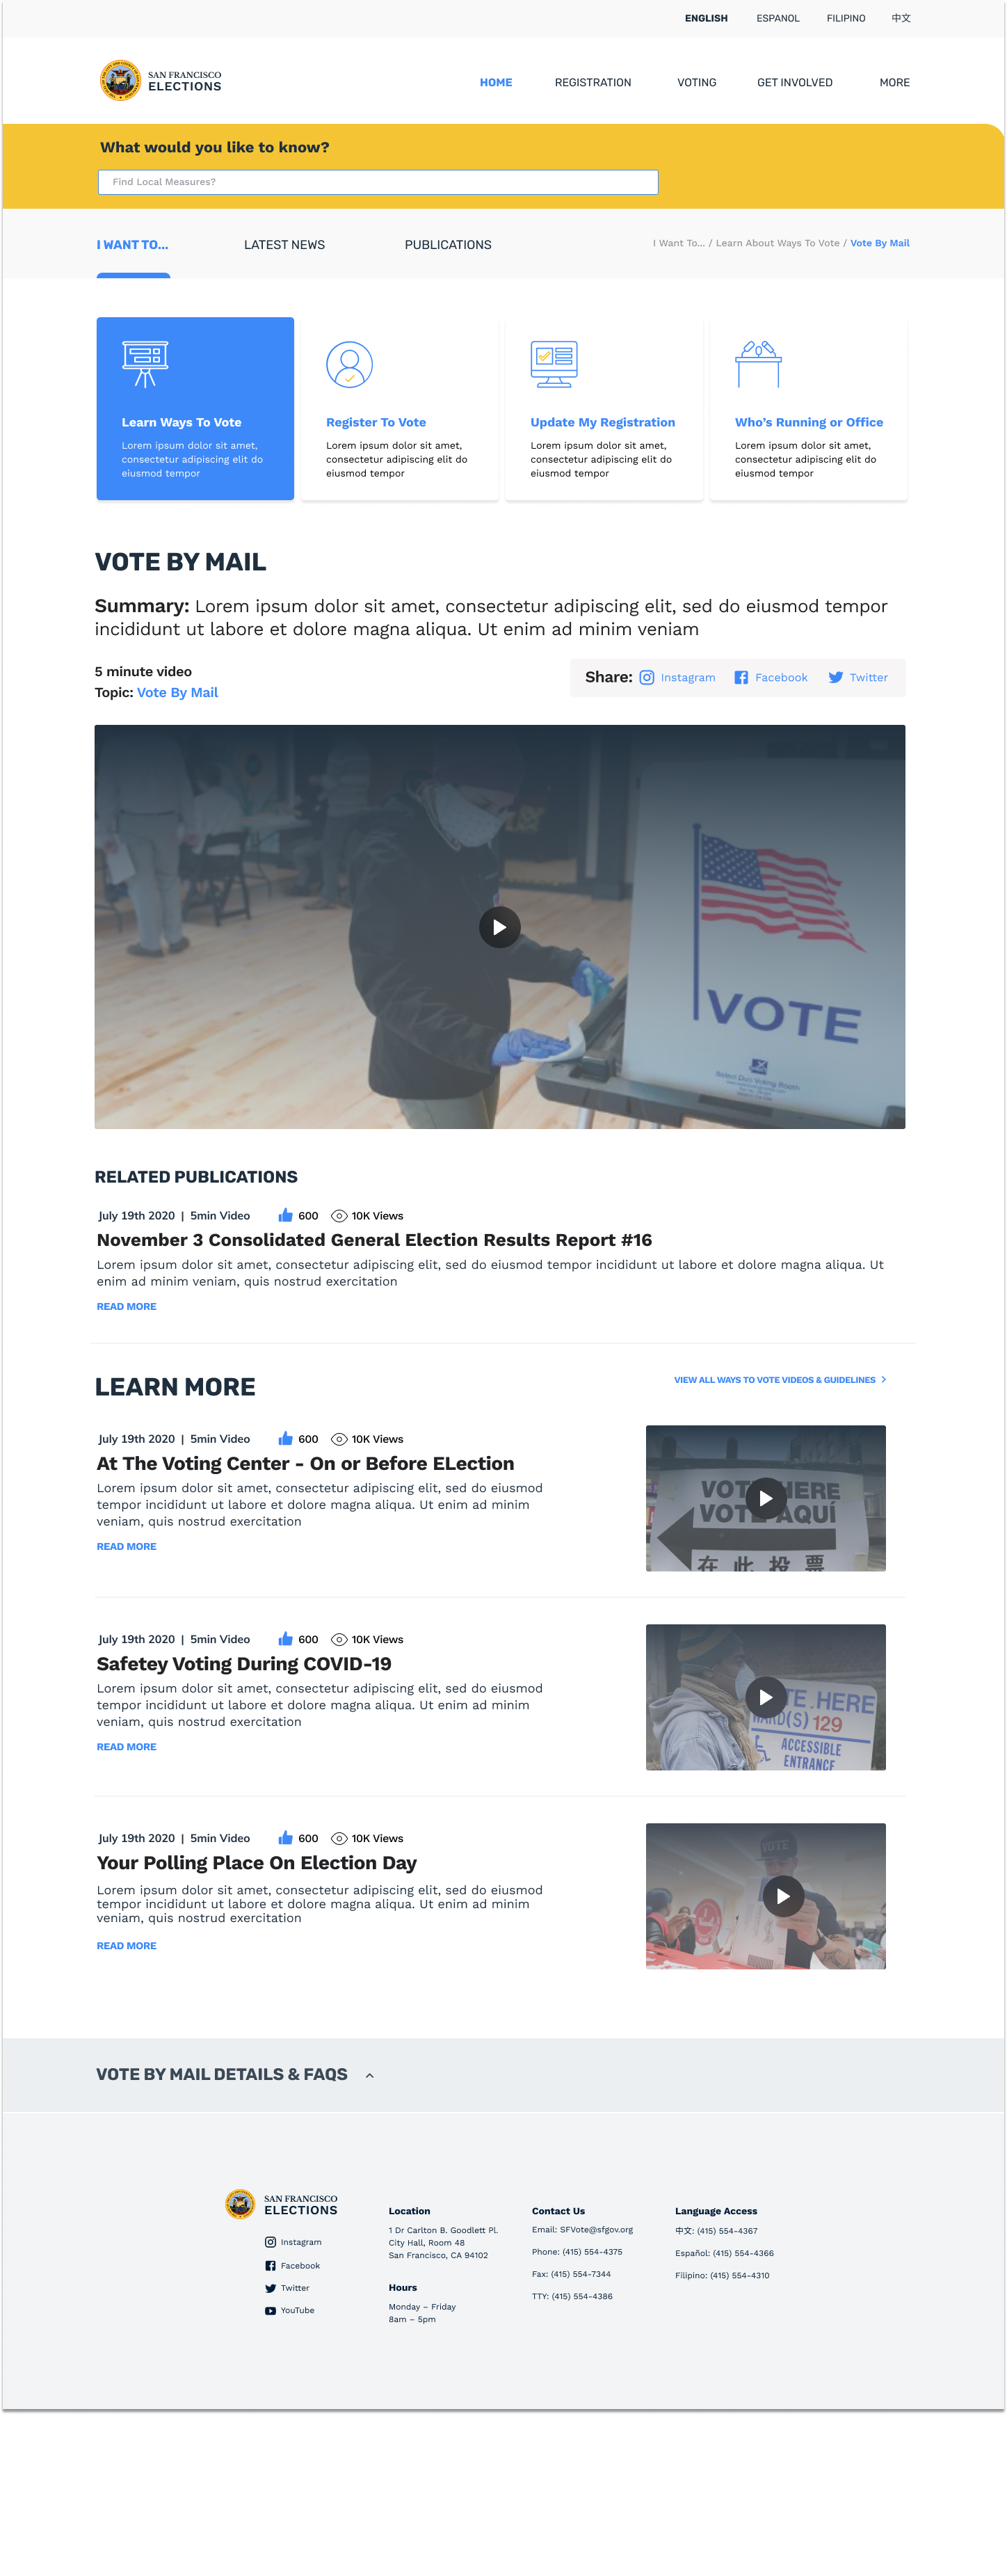 ENGLISH ESPANOL FILIPINO 中文
SAN FRANCISCO
ELECTIONS
HOME REGISTRATION VOTING GET INVOLVED MORE
What would you like to know?
Find Local Measures?
I WANT TO... LATEST NEWS PUBLICATIONS
I Want To... / Learn About Ways To Vote / Vote By Mail
Learn Ways To Vote
Lorem ipsum dolor sit amet,
consectetur adipiscing elit do
eiusmod tempor
Register To Vote
Lorem ipsum dolor sit amet,
consectetur adipiscing elit do
eiusmod tempor
Update My Registration
Lorem ipsum dolor sit amet,
consectetur adipiscing elit do
eiusmod tempor
Who's Running or Office
Lorem ipsum dolor sit amet,
consectetur adipiscing elit do
eiusmod tempor
VOTE BY MAIL
Summary: Lorem ipsum dolor sit amet, consectetur adipiscing elit, sed do eiusmod tempor
incididunt ut labore et dolore magna aliqua. Ut enim ad minim veniam
5 minute video
Topic: Vote By Mail
Share: Instagram Facebook Twitter
VOTE
RELATED PUBLICATIONS
July 19th 2020 | 5min Video 600 10K Views
November 3 Consolidated General Election Results Report #16
Lorem ipsum dolor sit amet, consectetur adipiscing elit, sed do eiusmod tempor incididunt ut labore et dolore magna aliqua. Ut
enim ad minim veniam, quis nostrud exercitation
READ MORE
LEARN MORE
VIEW ALL WAYS TO VOTE VIDEOS & GUIDELINES
July 19th 2020 | 5min Video 600 10K Views
At The Voting Center - On or Before ELection
Lorem ipsum dolor sit amet, consectetur adipiscing elit, sed do eiusmod
tempor incididunt ut labore et dolore magna aliqua. Ut enim ad minim
veniam, quis nostrud exercitation
READ MORE
VOTE HERE
VOTE AQUÍ
在此投票
July 19th 2020 | 5min Video 600 10K Views
Safetey Voting During COVID-19
Lorem ipsum dolor sit amet, consectetur adipiscing elit, sed do eiusmod
tempor incididunt ut labore et dolore magna aliqua. Ut enim ad minim
veniam, quis nostrud exercitation
READ MORE
HERE
129
ACCESSIBLE
ENTRANCE
July 19th 2020 | 5min Video 600 10K Views
Your Polling Place On Election Day
Lorem ipsum dolor sit amet, consectetur adipiscing elit, sed do eiusmod
tempor incididunt ut labore et dolore magna aliqua. Ut enim ad minim
veniam, quis nostrud exercitation
READ MORE
VOTE
VOTE BY MAIL DETAILS & FAQS
SAN FRANCISCO
ELECTIONS
Instagram
Facebook
Twitter
YouTube
Location
1 Dr Carlton B. Goodlett Pl.
City Hall, Room 48
San Francisco, CA 94102
Hours
Monday – Friday
8am – 5pm
Contact Us
Email: SFVote@sfgov.org
Phone: (415) 554-4375
Fax: (415) 554-7344
TTY: (415) 554-4386
Language Access
中文: (415) 554-4367
Español: (415) 554-4366
Filipino: (415) 554-4310